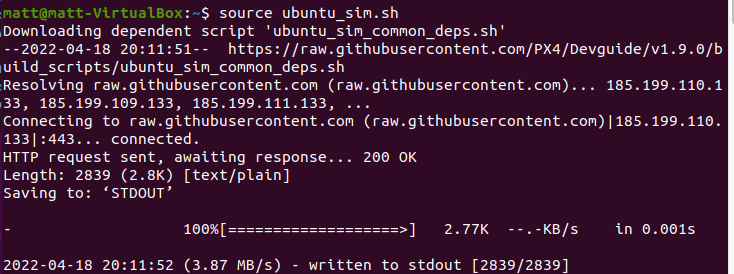 matt@matt-VirtualBox:~$ source ubuntu_sim.sh
Downloading dependent script 'ubuntu_sim_common_deps.sh'
--2022-04-18 20:11:51--  https://raw.githubusercontent.com/PX4/Devguide/v1.9.0/b
uild_scripts/ubuntu_sim_common_deps.sh
Resolving raw.githubusercontent.com (raw.githubusercontent.com)... 185.199.110.1
33, 185.199.109.133, 185.199.111.133, ...
Connecting to raw.githubusercontent.com (raw.githubusercontent.com)|185.199.110.
133|:443... connected.
HTTP request sent, awaiting response... 200 OK
Length: 2839 (2.8K) [text/plain]
Saving to: ‘STDOUT’
-                   100%[===================>]   2.77K  --.-KB/s    in 0.001s
2022-04-18 20:11:52 (3.87 MB/s) - written to stdout [2839/2839]